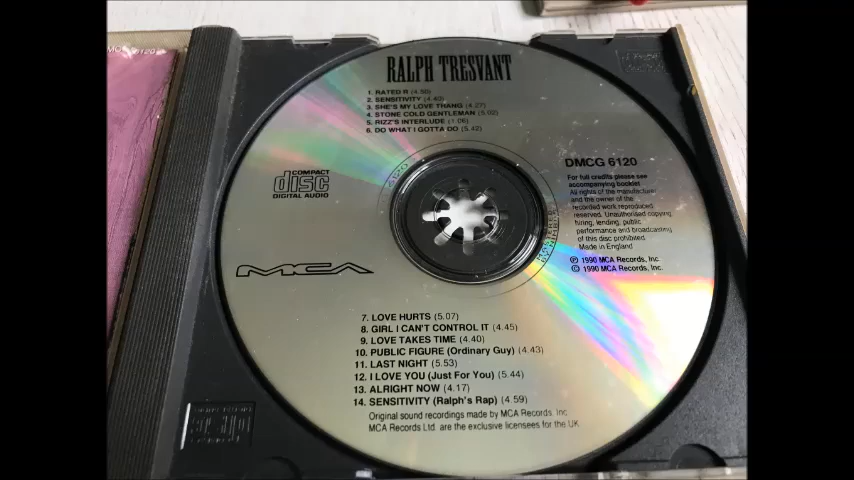 MCA
RALPH TRESVANT
1. RATED R (4.50)
2. SENSITIVITY (4.40)
3. SHE'S MY LOVE THANG (4.27)
4. STONE COLD GENTLEMAN (5.02)
5. RIZZ'S INTERLUDE (1.06)
6. DO WHAT I GOTTA DO (5.42)
COMPACT
disc
DIGITAL AUDIO
DMCG 6120
For full credits please see
accompanying booklet
All rights of the manufacturer
and the owner of the
recorded work reproduced
reserved. Unauthorised copying,
hiring, lending, public
performance and broadcasting
of this disc prohibited.
Made in England
℗ 1990 MCA Records, Inc.
© 1990 MCA Records, Inc.
MCA
7. LOVE HURTS (5.07)
8. GIRL I CAN'T CONTROL IT (4.45)
9. LOVE TAKES TIME (4.40)
10. PUBLIC FIGURE (Ordinary Guy) (4.43)
11. LAST NIGHT (5.53)
12. I LOVE YOU (Just For You) (5.44)
13. ALRIGHT NOW (4.17)
14. SENSITIVITY (Ralph's Rap) (4.59)
Original sound recordings made by MCA Records, Inc.
MCA Records Ltd. are the exclusive licensees for the UK